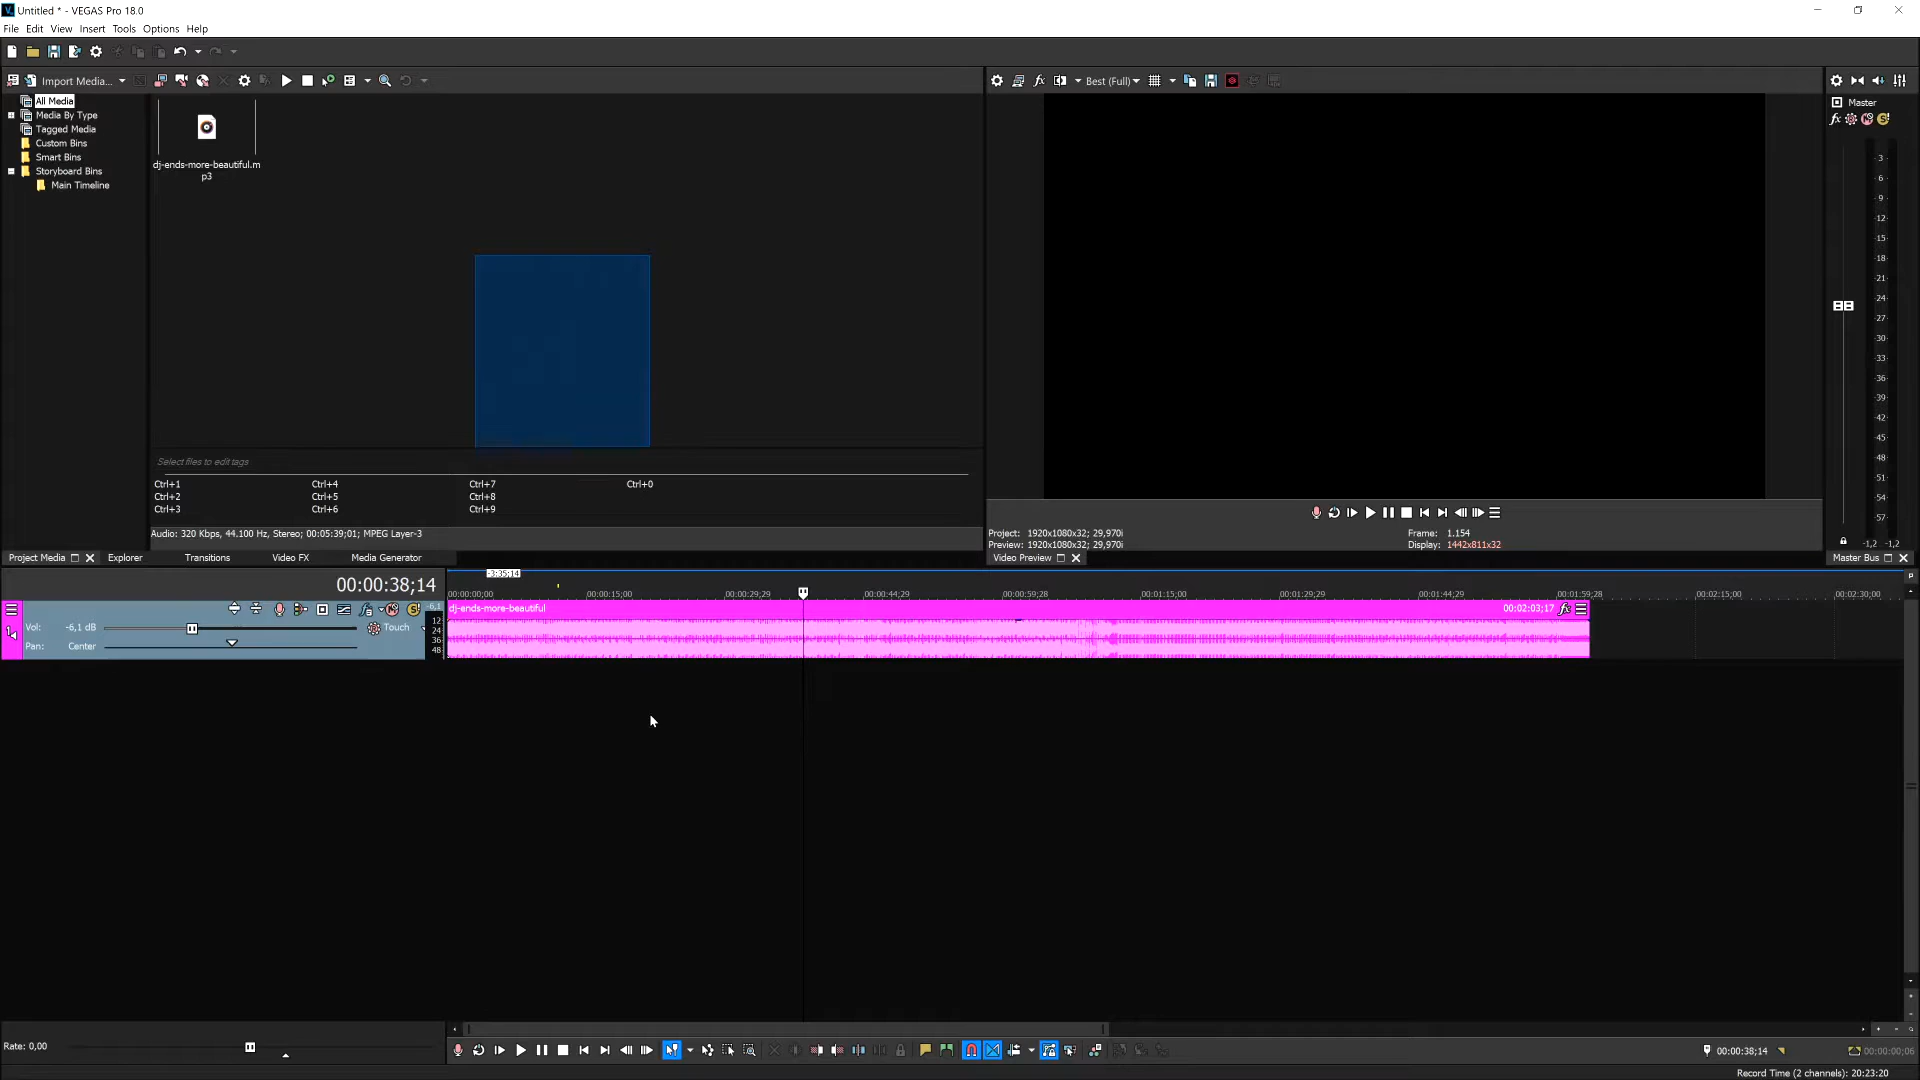 Untitled * - VEGAS Pro 18.0
File Edit View Insert Tools Options Help
Import Media...
Best (Full)
All Media
Media By Type
Tagged Media
Custom Bins
Smart Bins
Storyboard Bins
Main Timeline
dj-ends-more-beautiful.m
p3
Select files to edit tags
Ctrl+1 Ctrl+4 Ctrl+7 Ctrl+0
Ctrl+2 Ctrl+5 Ctrl+8
Ctrl+3 Ctrl+6 Ctrl+9
Audio: 320 Kbps, 44.100 Hz, Stereo; 00:05:39;01; MPEG Layer-3
Project Media Explorer Transitions Video FX Media Generator
Project: 1920x1080x32; 29,970i Frame: 1.154
Preview: 1920x1080x32; 29,970i Display: 1442x811x32
Video Preview
Master
3
6
9
12
15
18
21
24
27
30
33
36
39
42
45
48
51
54
57
-1,2 -1,2
Master Bus
00:00:38;14
-3:35;14
00:00:00;00 00:00:15;00 00:00:29;29 00:00:44;29 00:00:59;28 00:01:15;00 00:01:29;29 00:01:44;29 00:01:59;28 00:02:15;00 00:02:30;00
dj-ends-more-beautiful 00:02:03;17
1
Vol: -6,1 dB Touch
Pan: Center
-6,1
12
24
36
48
Rate: 0,00
00:00:38;14 00:00:00;06
Record Time (2 channels): 20:23:20